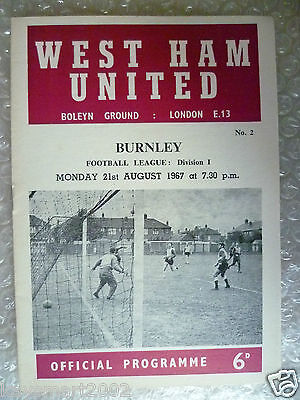 WEST HAM
UNITED
BOLEYN GROUND : LONDON E.13
No. 2
BURNLEY
FOOTBALL LEAGUE: Division I
MONDAY 21st AUGUST 1967 at 7.30 p.m.
OFFICIAL PROGRAMME 6D